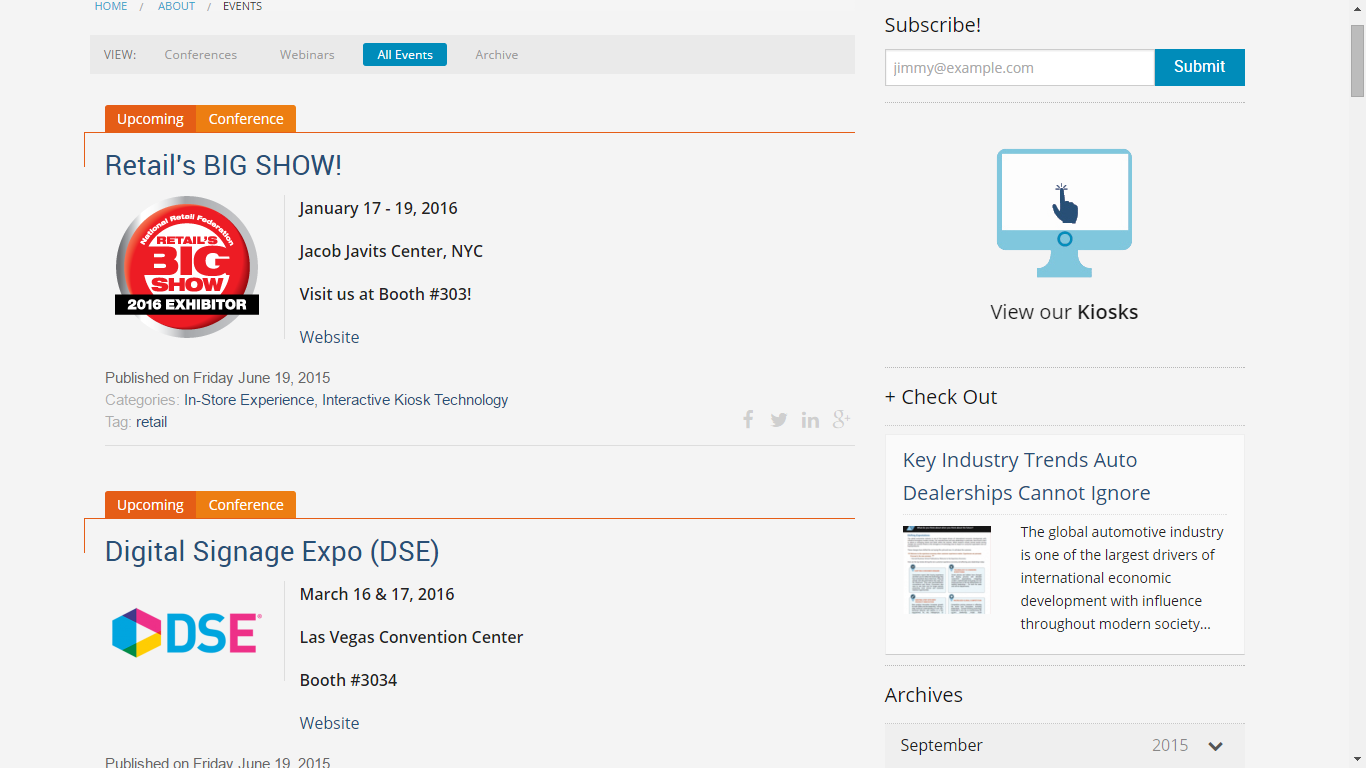 HOME / ABOUT / EVENTS
VIEW: Conferences Webinars All Events Archive
Upcoming Conference
Retail's BIG SHOW!
National Retail Federation
RETAIL'S
BIG
SHOW
2016 EXHIBITOR
January 17 - 19, 2016
Jacob Javits Center, NYC
Visit us at Booth #303!
Website
Published on Friday June 19, 2015
Categories: In-Store Experience, Interactive Kiosk Technology
Tag: retail
Upcoming Conference
Digital Signage Expo (DSE)
DSE®
March 16 & 17, 2016
Las Vegas Convention Center
Booth #3034
Website
Published on Friday June 19, 2015
Subscribe!
jimmy@example.com Submit
View our Kiosks
+ Check Out
Key Industry Trends Auto
Dealerships Cannot Ignore
The global automotive industry
is one of the largest drivers of
international economic
development with influence
throughout modern society...
Archives
September 2015